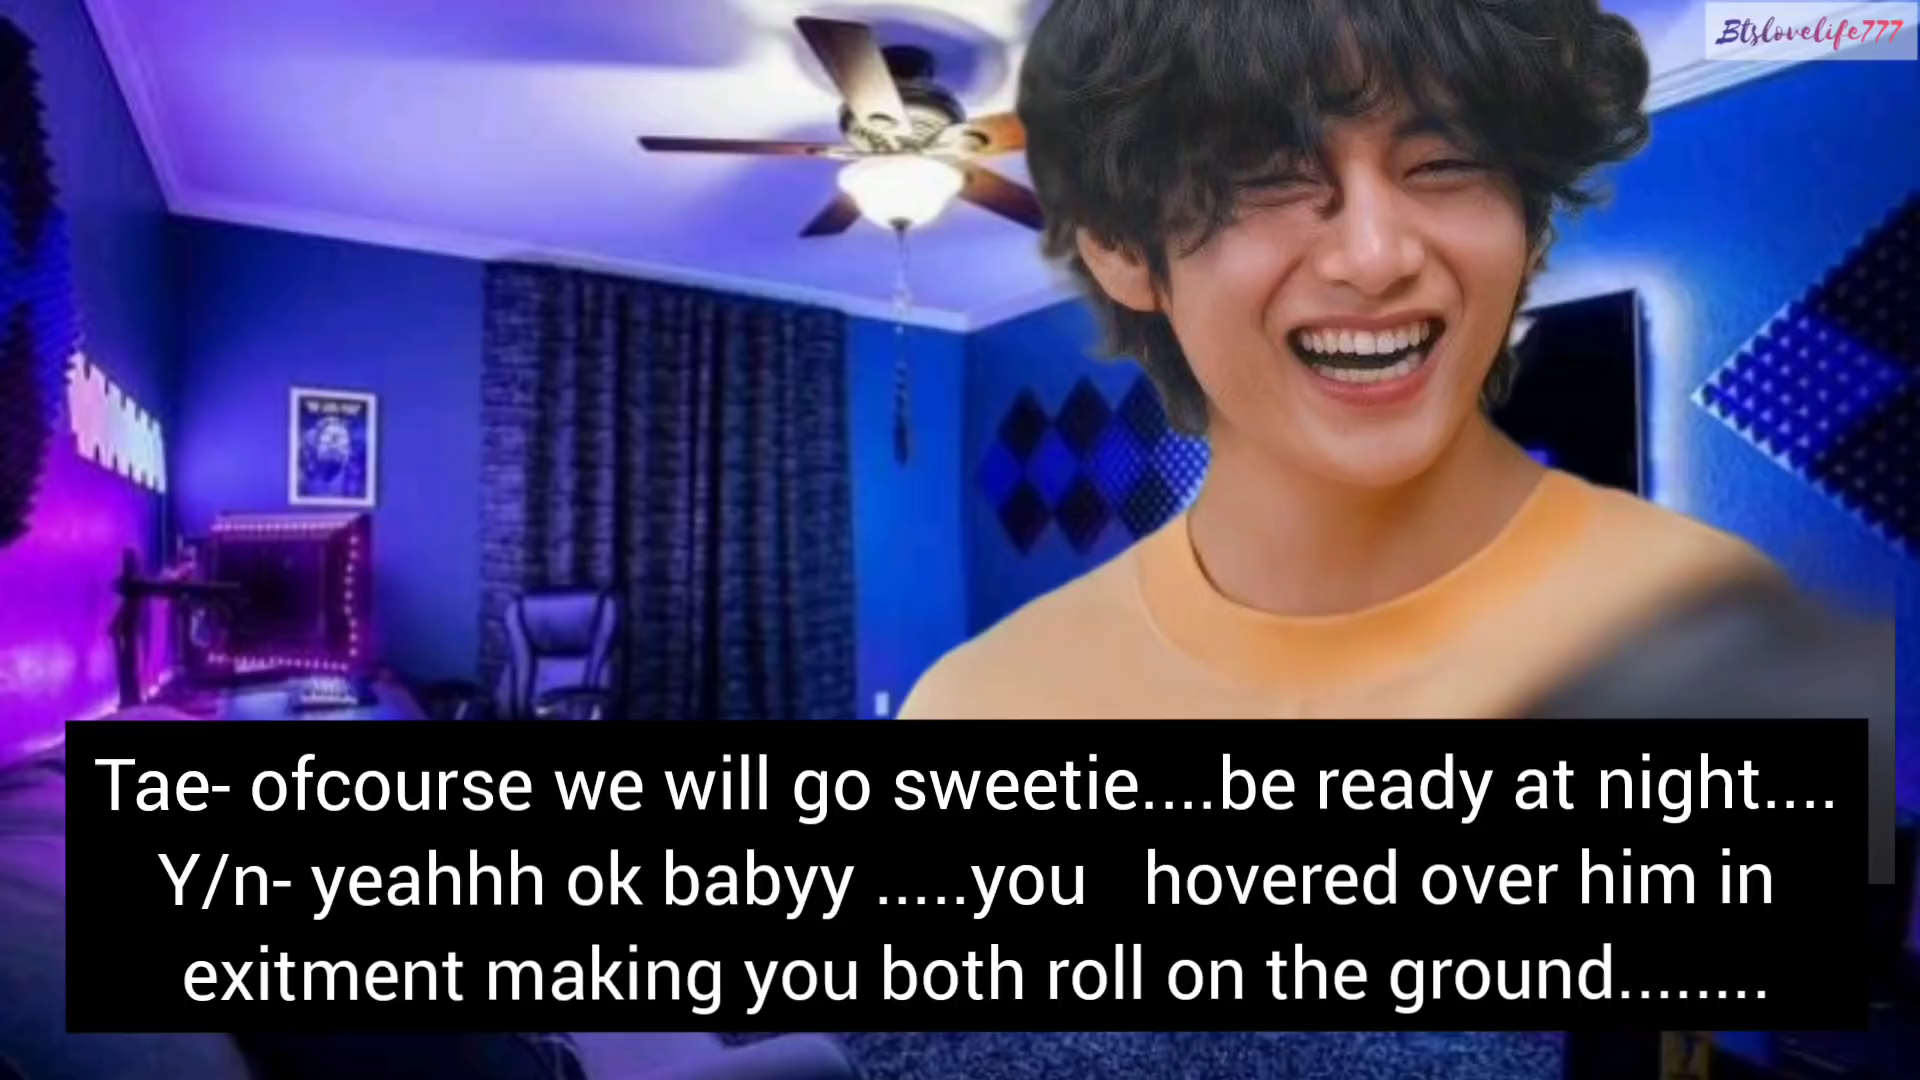 Btslovelife777
Tae- ofcourse we will go sweetie....be ready at night....
Y/n- yeahhh ok babyy .....you hovered over him in
exitment making you both roll on the ground........